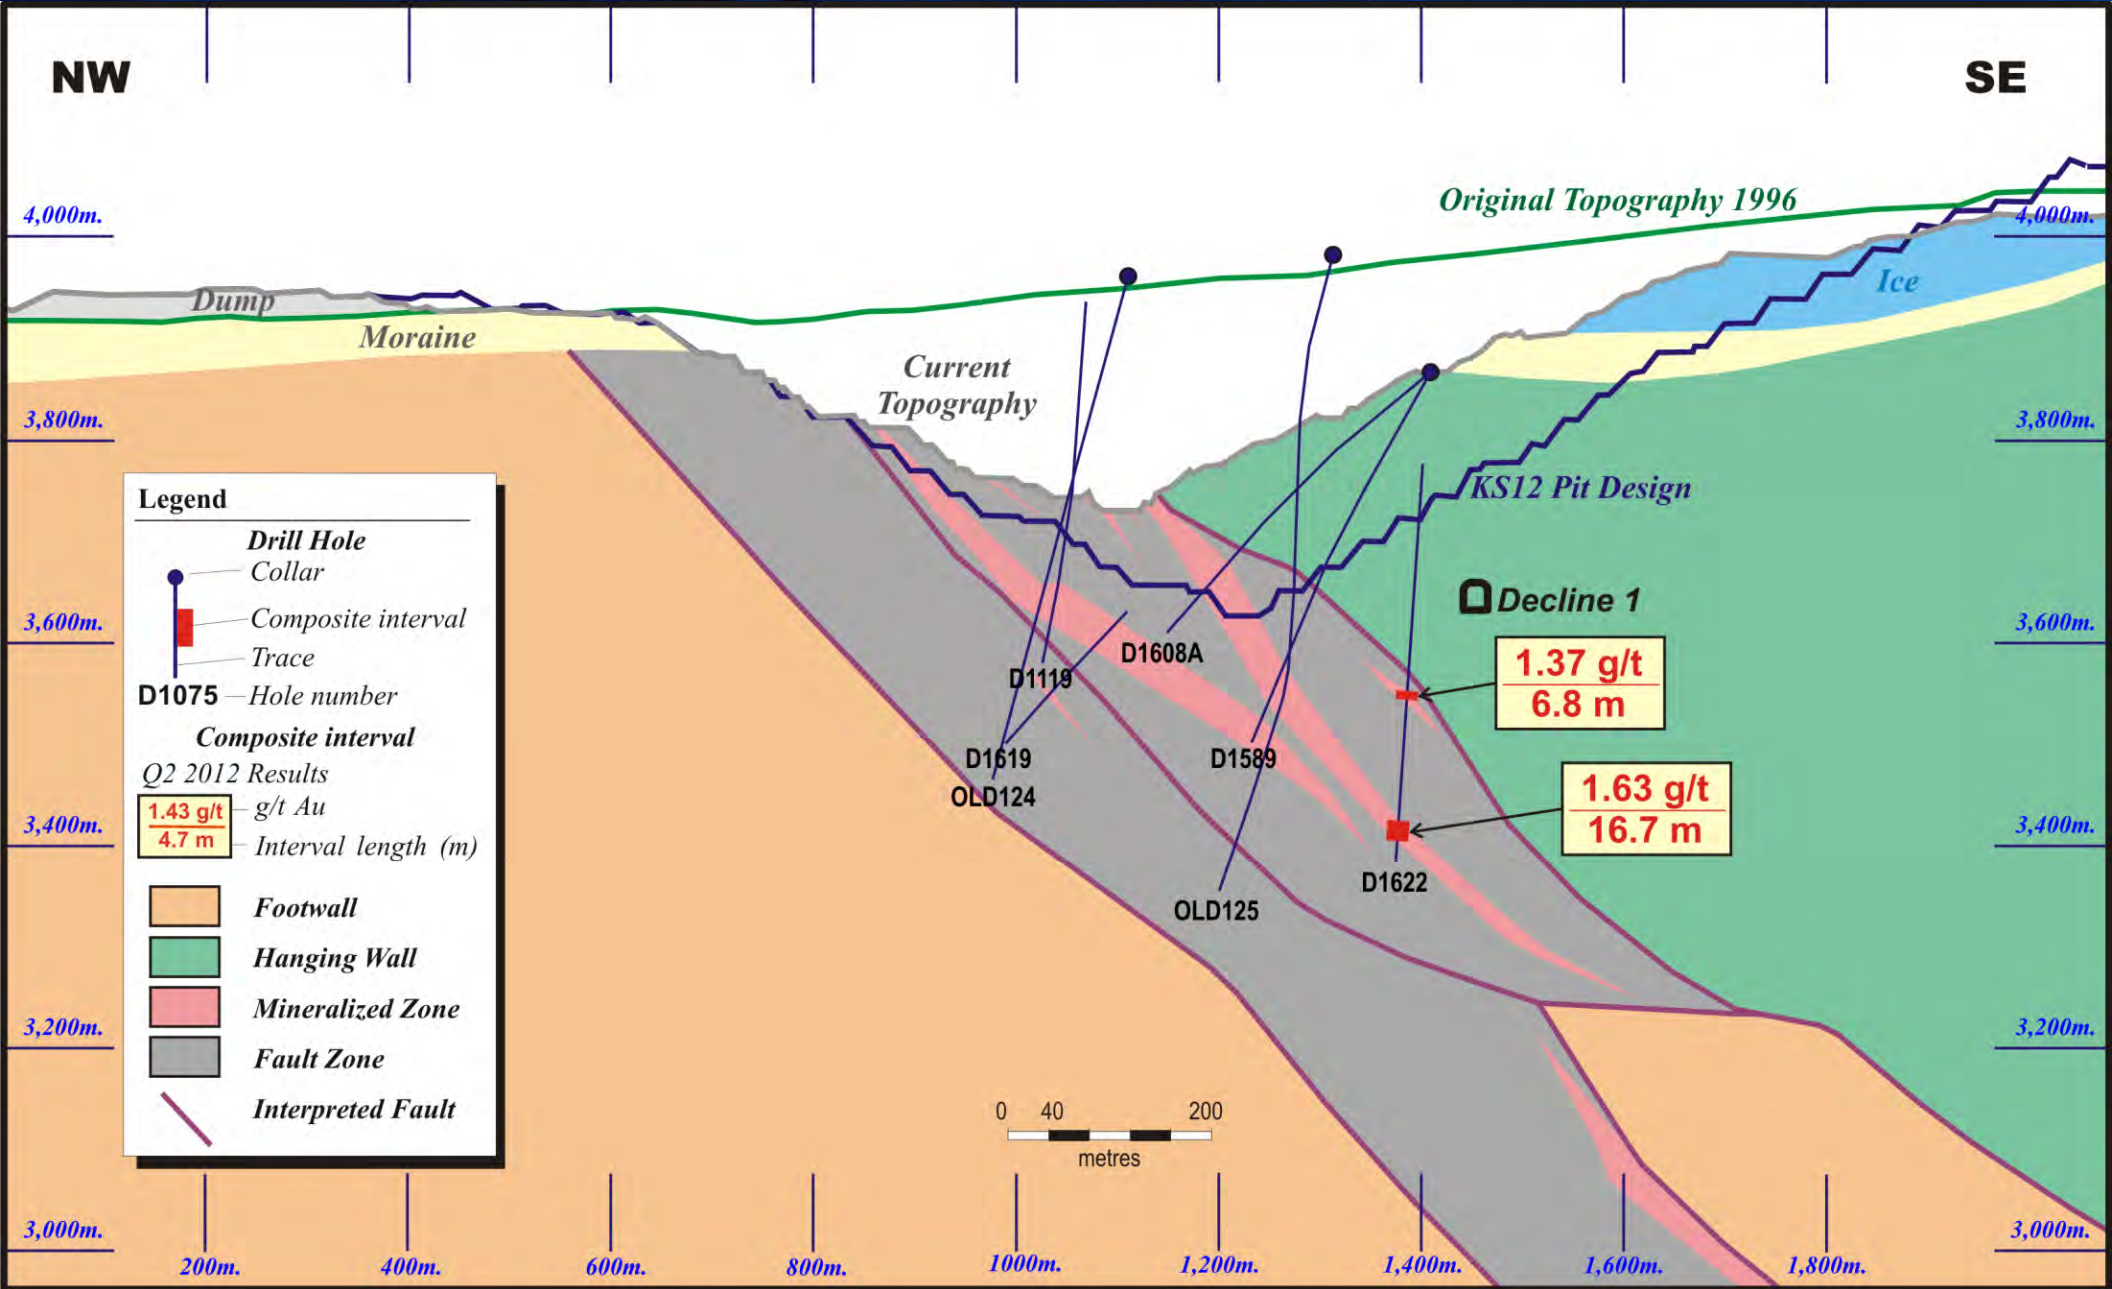 NW
SE
Original Topography 1996
4,000m.
4,000m.
Dump
Ice
Moraine
Current
Topography
3,800m.
3,800m.
KS12 Pit Design
Legend
Drill Hole
Collar
Composite interval
Trace
D1075
Hole number
Composite interval
Q2 2012 Results
1.43 g/t
4.7 m
g/t Au
Interval length (m)
Footwall
Hanging Wall
Mineralized Zone
Fault Zone
Interpreted Fault
Decline 1
3,600m.
3,600m.
D1608A
D1119
1.37 g/t
6.8 m
D1619
D1589
OLD124
1.63 g/t
16.7 m
3,400m.
3,400m.
D1622
OLD125
3,200m.
3,200m.
0 40 200
metres
3,000m.
3,000m.
200m. 400m. 600m. 800m. 1000m. 1,200m. 1,400m. 1,600m. 1,800m.